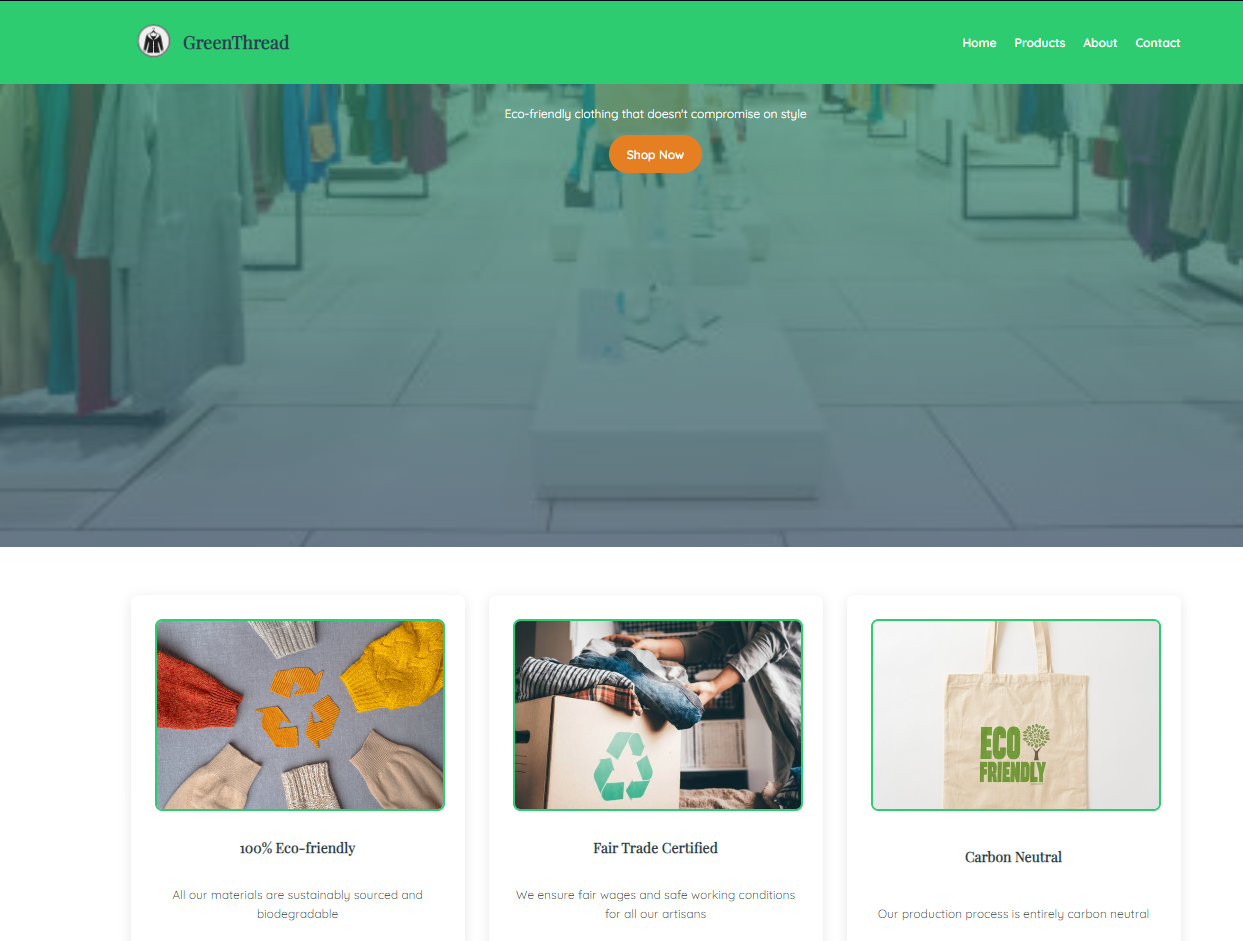 GreenThread
Home Products About Contact
Eco-friendly clothing that doesn't compromise on style
Shop Now
ECO
FRIENDLY
100% Eco-friendly
Fair Trade Certified
Carbon Neutral
All our materials are sustainably sourced and
biodegradable
We ensure fair wages and safe working conditions
for all our artisans
Our production process is entirely carbon neutral